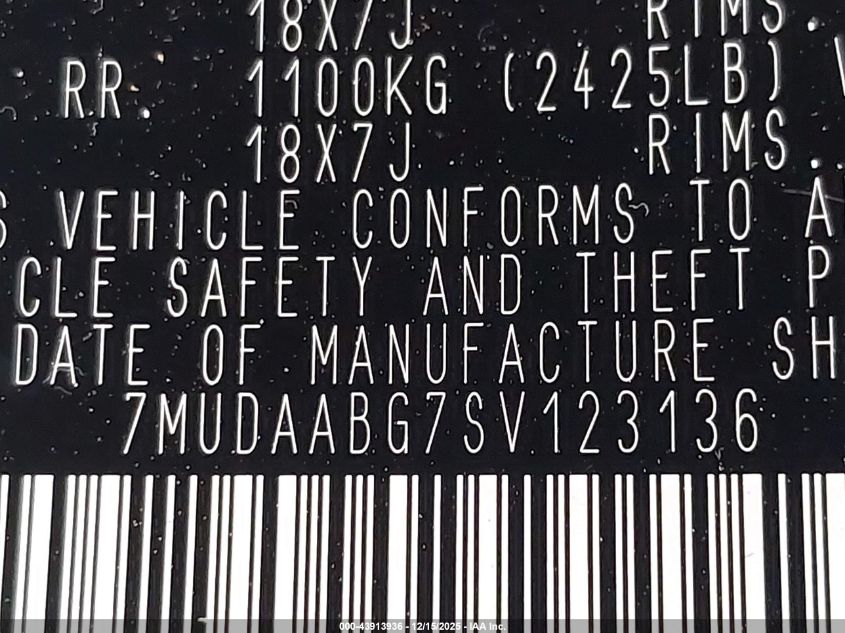 18X7J RIMS.
RR. 1100KG (2425LB)
18X7J RIMS.
S VEHICLE CONFORMS TO A
CLE SAFETY AND THEFT P
DATE OF MANUFACTURE SH
7MUDAABG7SV123136
000-43913936 - 12/15/2025 - IAA Inc.